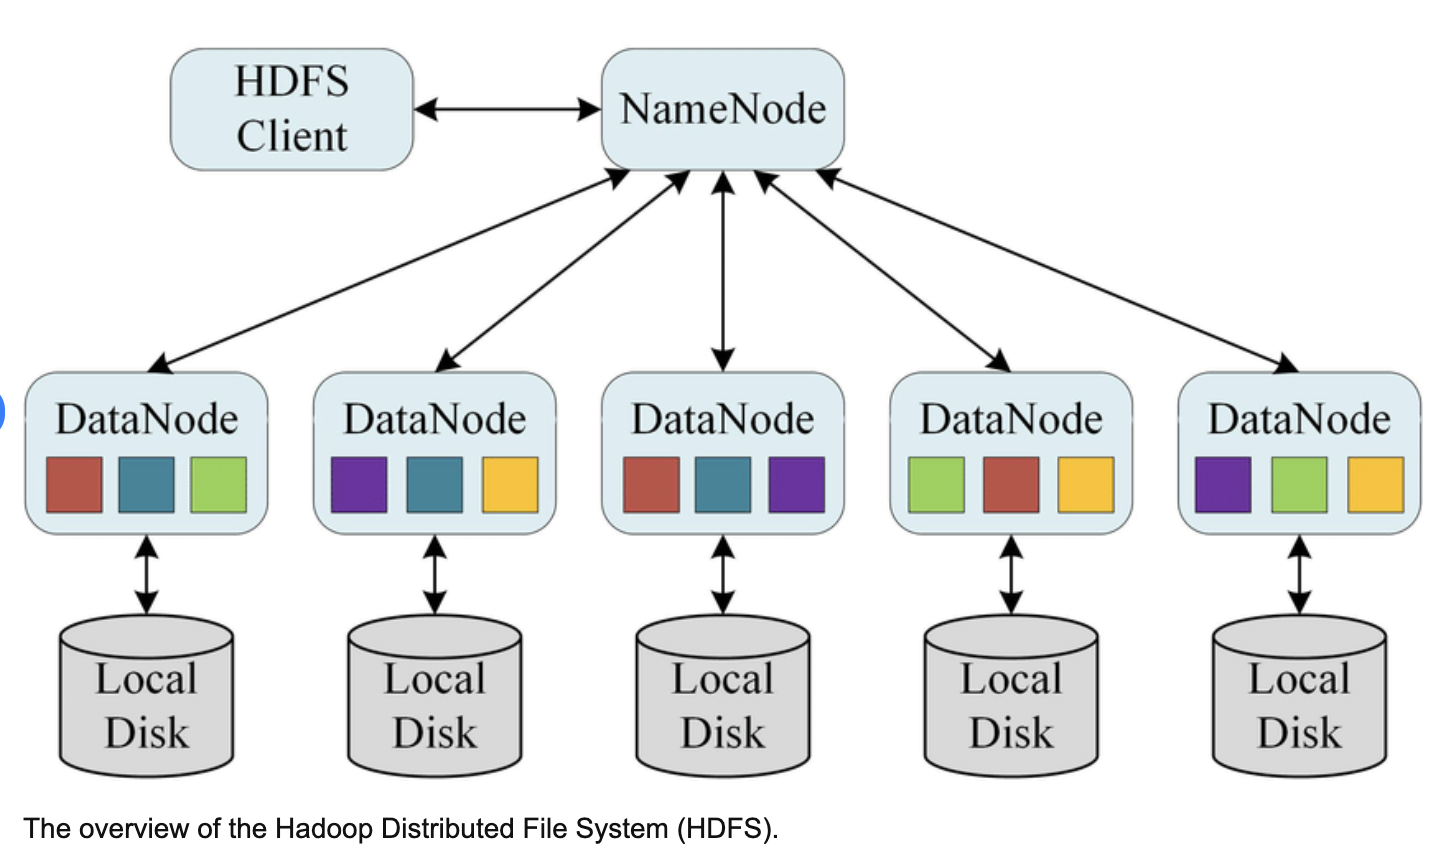 HDFS
Client
NameNode
DataNode
DataNode
DataNode
DataNode
DataNode
Local
Disk
Local
Disk
Local
Disk
Local
Disk
Local
Disk
The overview of the Hadoop Distributed File System (HDFS).